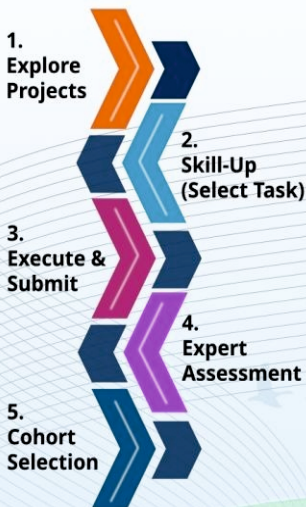 1.
Explore
Projects
2.
Skill-Up
(Select Task)
3.
Execute &
Submit
4.
Expert
Assessment
5.
Cohort
Selection